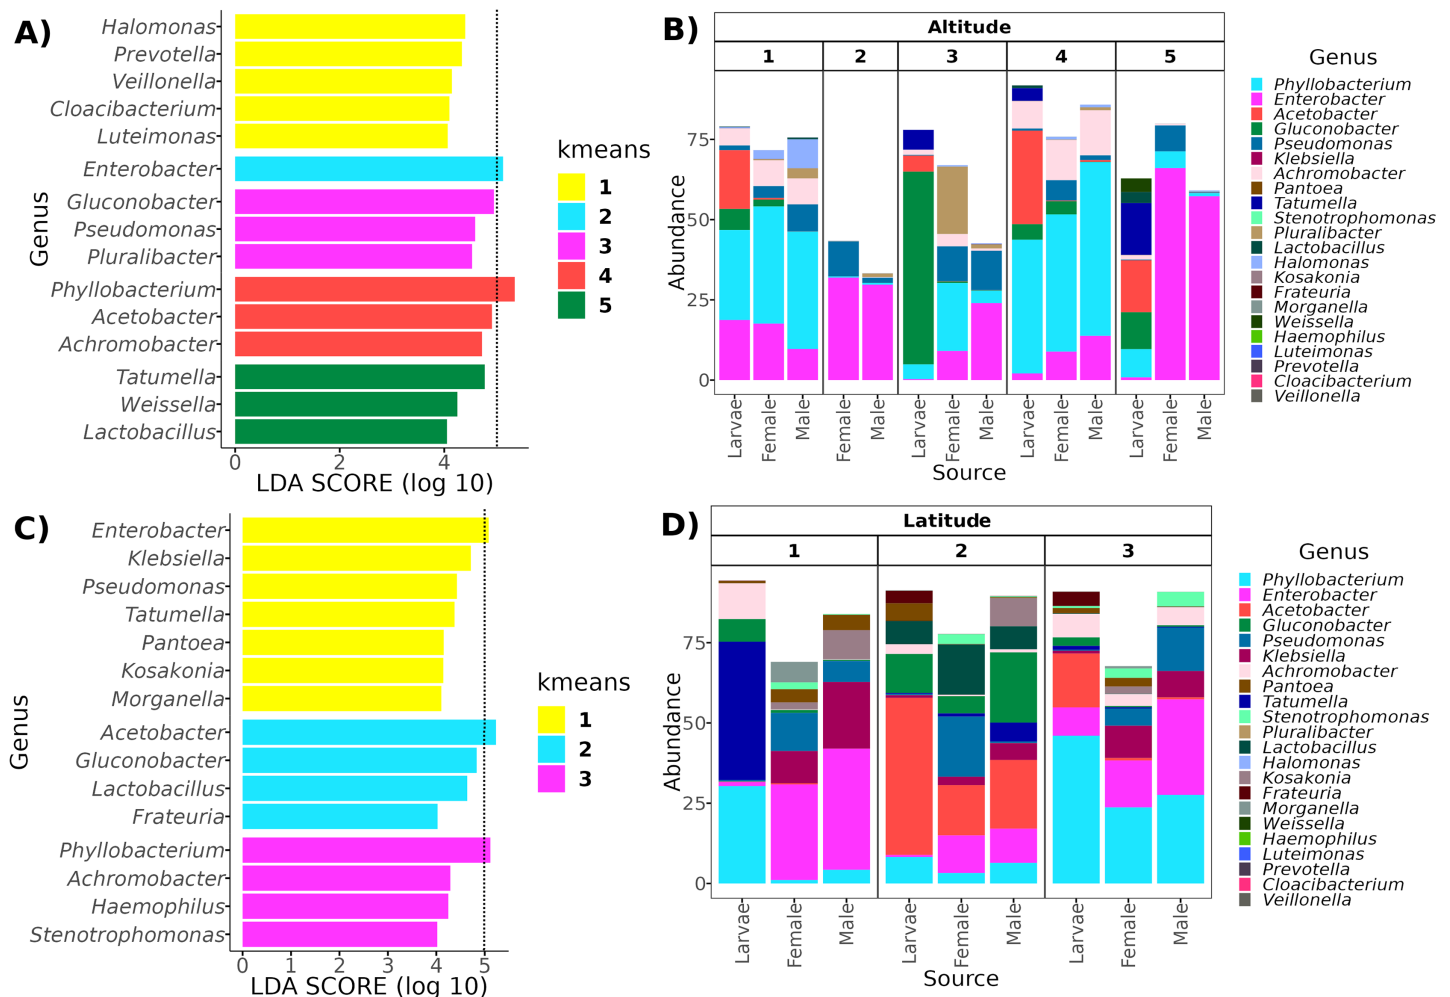 A)
Genus
Halomonas
Prevotella
Veillonella
Cloacibacterium
Luteimonas
Enterobacter
Gluconobacter
Pseudomonas
Pluralibacter
Phyllobacterium
Acetobacter
Achromobacter
Tatumella
Weissella
Lactobacillus
0 2 4
LDA SCORE (log 10)
kmeans
1
2
3
4
5
B)
Altitude
1 2 3 4 5
Abundance
75
50
25
0
Larvae Female Male Female Male Larvae Female Male Larvae Female Male Larvae Female Male
Source
Genus
Phyllobacterium
Enterobacter
Acetobacter
Gluconobacter
Pseudomonas
Klebsiella
Achromobacter
Pantoea
Tatumella
Stenotrophomonas
Pluralibacter
Lactobacillus
Halomonas
Kosakonia
Frateuria
Morganella
Weissella
Haemophilus
Luteimonas
Prevotella
Cloacibacterium
Veillonella
C)
Genus
Enterobacter
Klebsiella
Pseudomonas
Tatumella
Pantoea
Kosakonia
Morganella
Acetobacter
Gluconobacter
Lactobacillus
Frateuria
Phyllobacterium
Achromobacter
Haemophilus
Stenotrophomonas
0 1 2 3 4 5
LDA SCORE (log 10)
kmeans
1
2
3
D)
Latitude
1 2 3
Abundance
75
50
25
0
Larvae Female Male Larvae Female Male Larvae Female Male
Source
Genus
Phyllobacterium
Enterobacter
Acetobacter
Gluconobacter
Pseudomonas
Klebsiella
Achromobacter
Pantoea
Tatumella
Stenotrophomonas
Pluralibacter
Lactobacillus
Halomonas
Kosakonia
Frateuria
Morganella
Weissella
Haemophilus
Luteimonas
Prevotella
Cloacibacterium
Veillonella